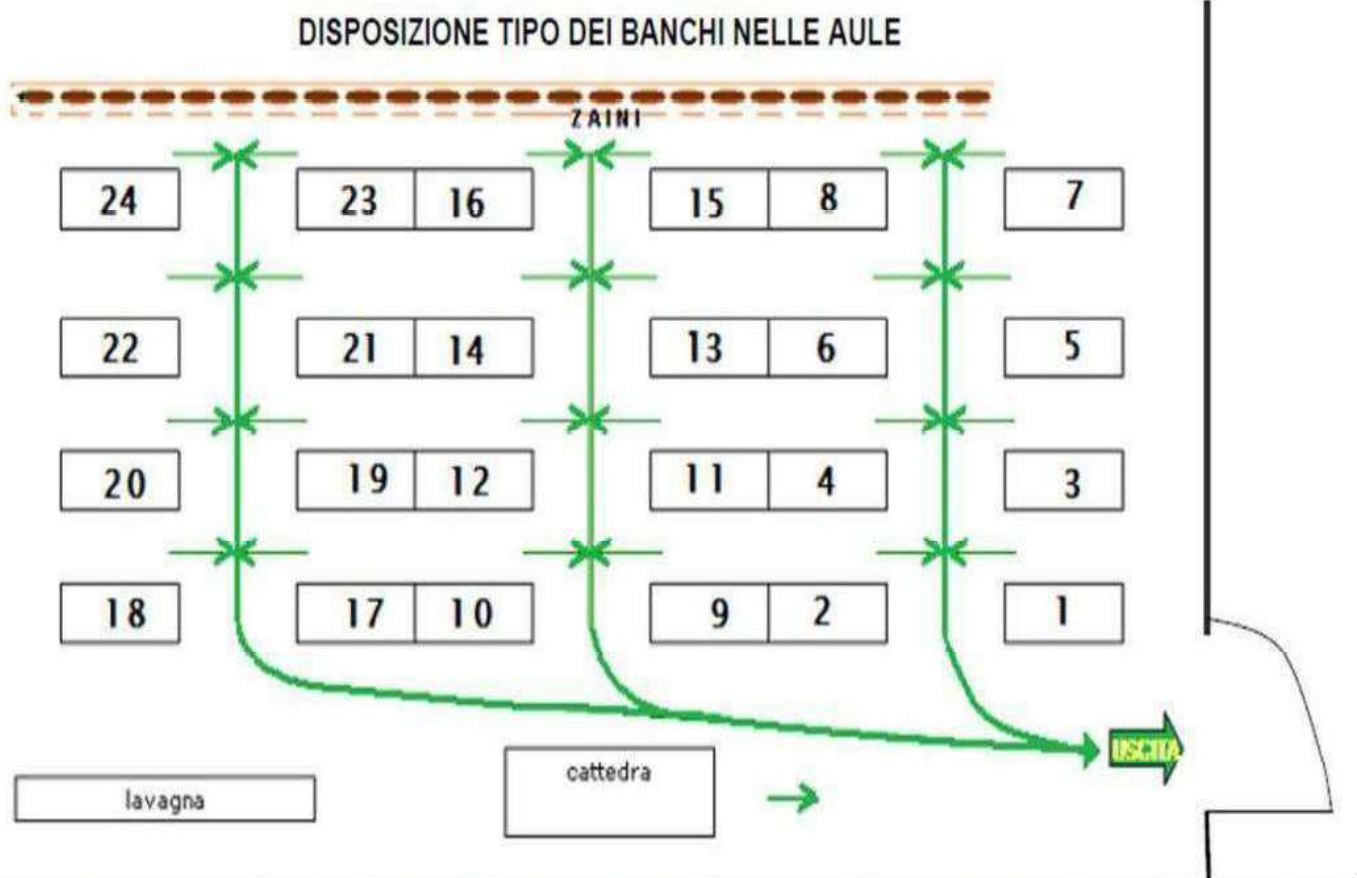 DISPOSIZIONE TIPO DEI BANCHI NELLE AULE
ZAINI
24 23 16 15 8 7
22 21 14 13 6 5
20 19 12 11 4 3
18 17 10 9 2 1
USCITA
cattedra
lavagna